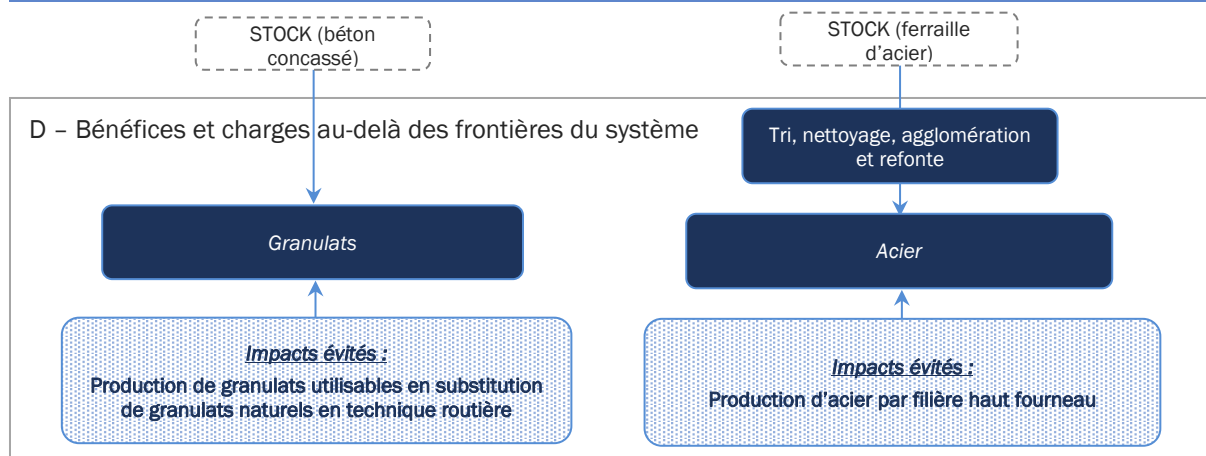 STOCK (béton
concassé)
STOCK (ferraille
d'acier)
D – Bénéfices et charges au-delà des frontières du système
Tri, nettoyage, agglomération
et refonte
Granulats
Acier
Impacts évités :
Production de granulats utilisables en substitution
de granulats naturels en technique routière
Impacts évités :
Production d'acier par filière haut fourneau